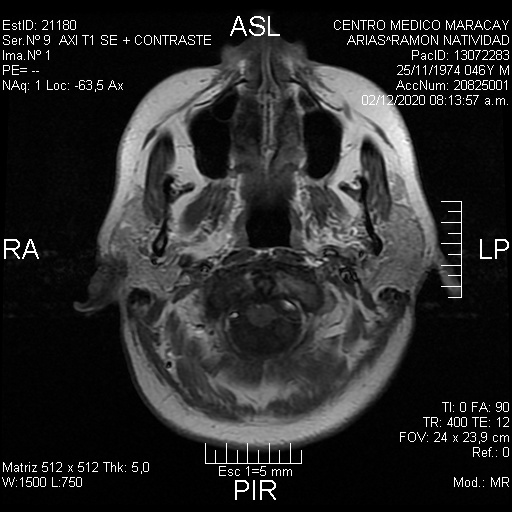 EstID: 21180
Ser.Nº 9 AXI T1 SE + CONTRASTE
Ima.Nº 1
PE= --
NAq: 1 Loc: -63,5 Ax
ASL
CENTRO MEDICO MARACAY
ARIAS^RAMON NATIVIDAD
PacID: 13072283
25/11/1974 046Y M
AccNum: 20825001
02/12/2020 08:13:57 a.m.
RA
LP
TI: 0 FA: 90
TR: 400 TE: 12
FOV: 24 x 23,9 cm
Ref.: 0
Matriz 512 x 512 Thk: 5,0
W:1500 L:750
Esc 1=5 mm
PIR
Mod.: MR